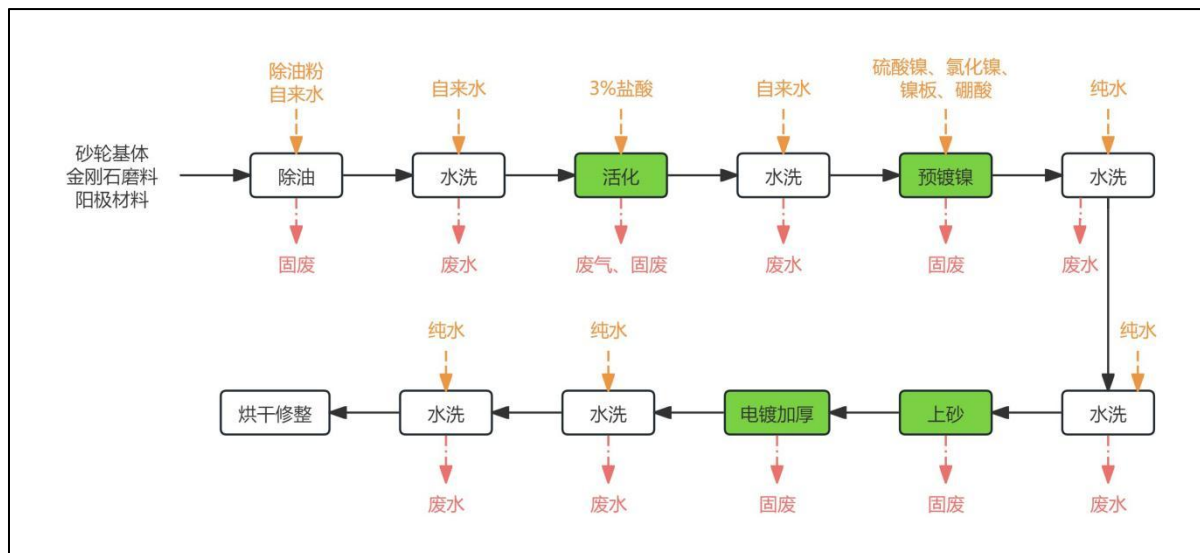 除油粉
自来水
自来水
3%盐酸
自来水
硫酸镍、氯化镍、
镍板、硼酸
纯水
砂轮基体
金刚石磨料
阳极材料
除油
水洗
活化
水洗
预镀镍
水洗
固废
废水
废气、固废
废水
固废
废水
纯水
纯水
纯水
烘干修整
水洗
水洗
电镀加厚
上砂
水洗
废水
废水
固废
固废
废水